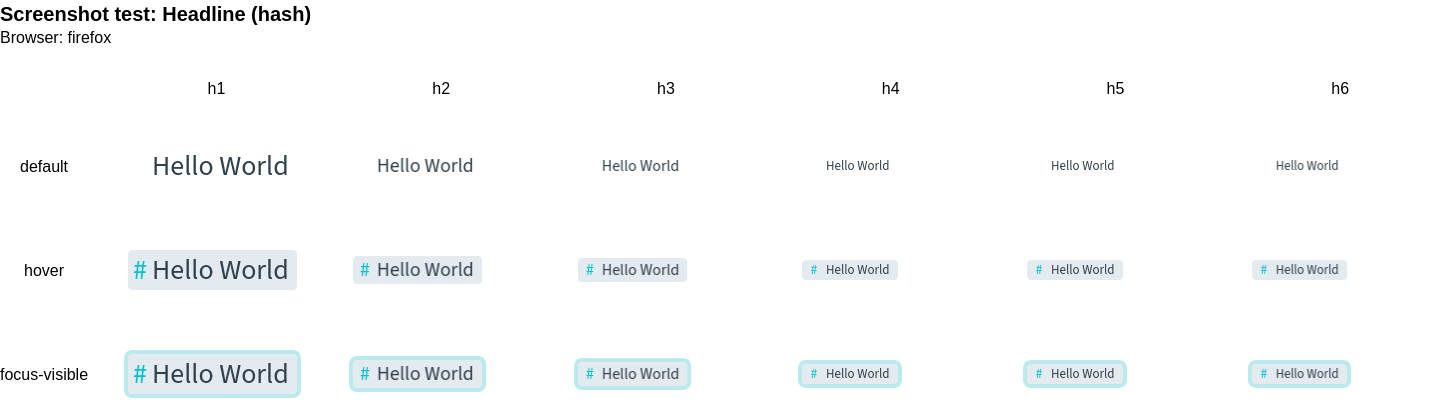 Screenshot test: Headline (hash)
Browser: firefox
h1 h2 h3 h4 h5 h6
default Hello World Hello World Hello World Hello World Hello World Hello World
hover # Hello World # Hello World # Hello World # Hello World # Hello World # Hello World
focus-visible # Hello World # Hello World # Hello World # Hello World # Hello World # Hello World